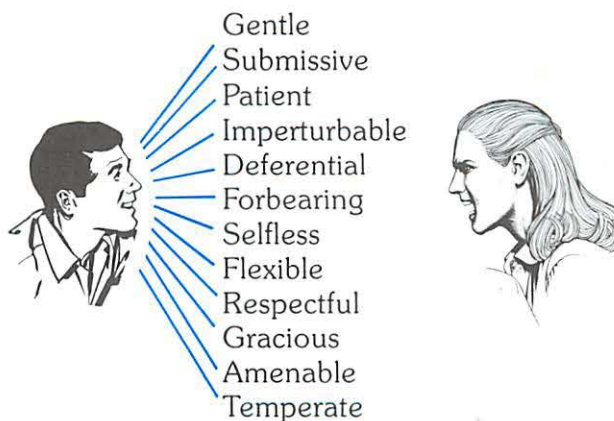 Gentle
Submissive
Patient
Imperturbable
Deferential
Forbearing
Selfless
Flexible
Respectful
Gracious
Amenable
Temperate